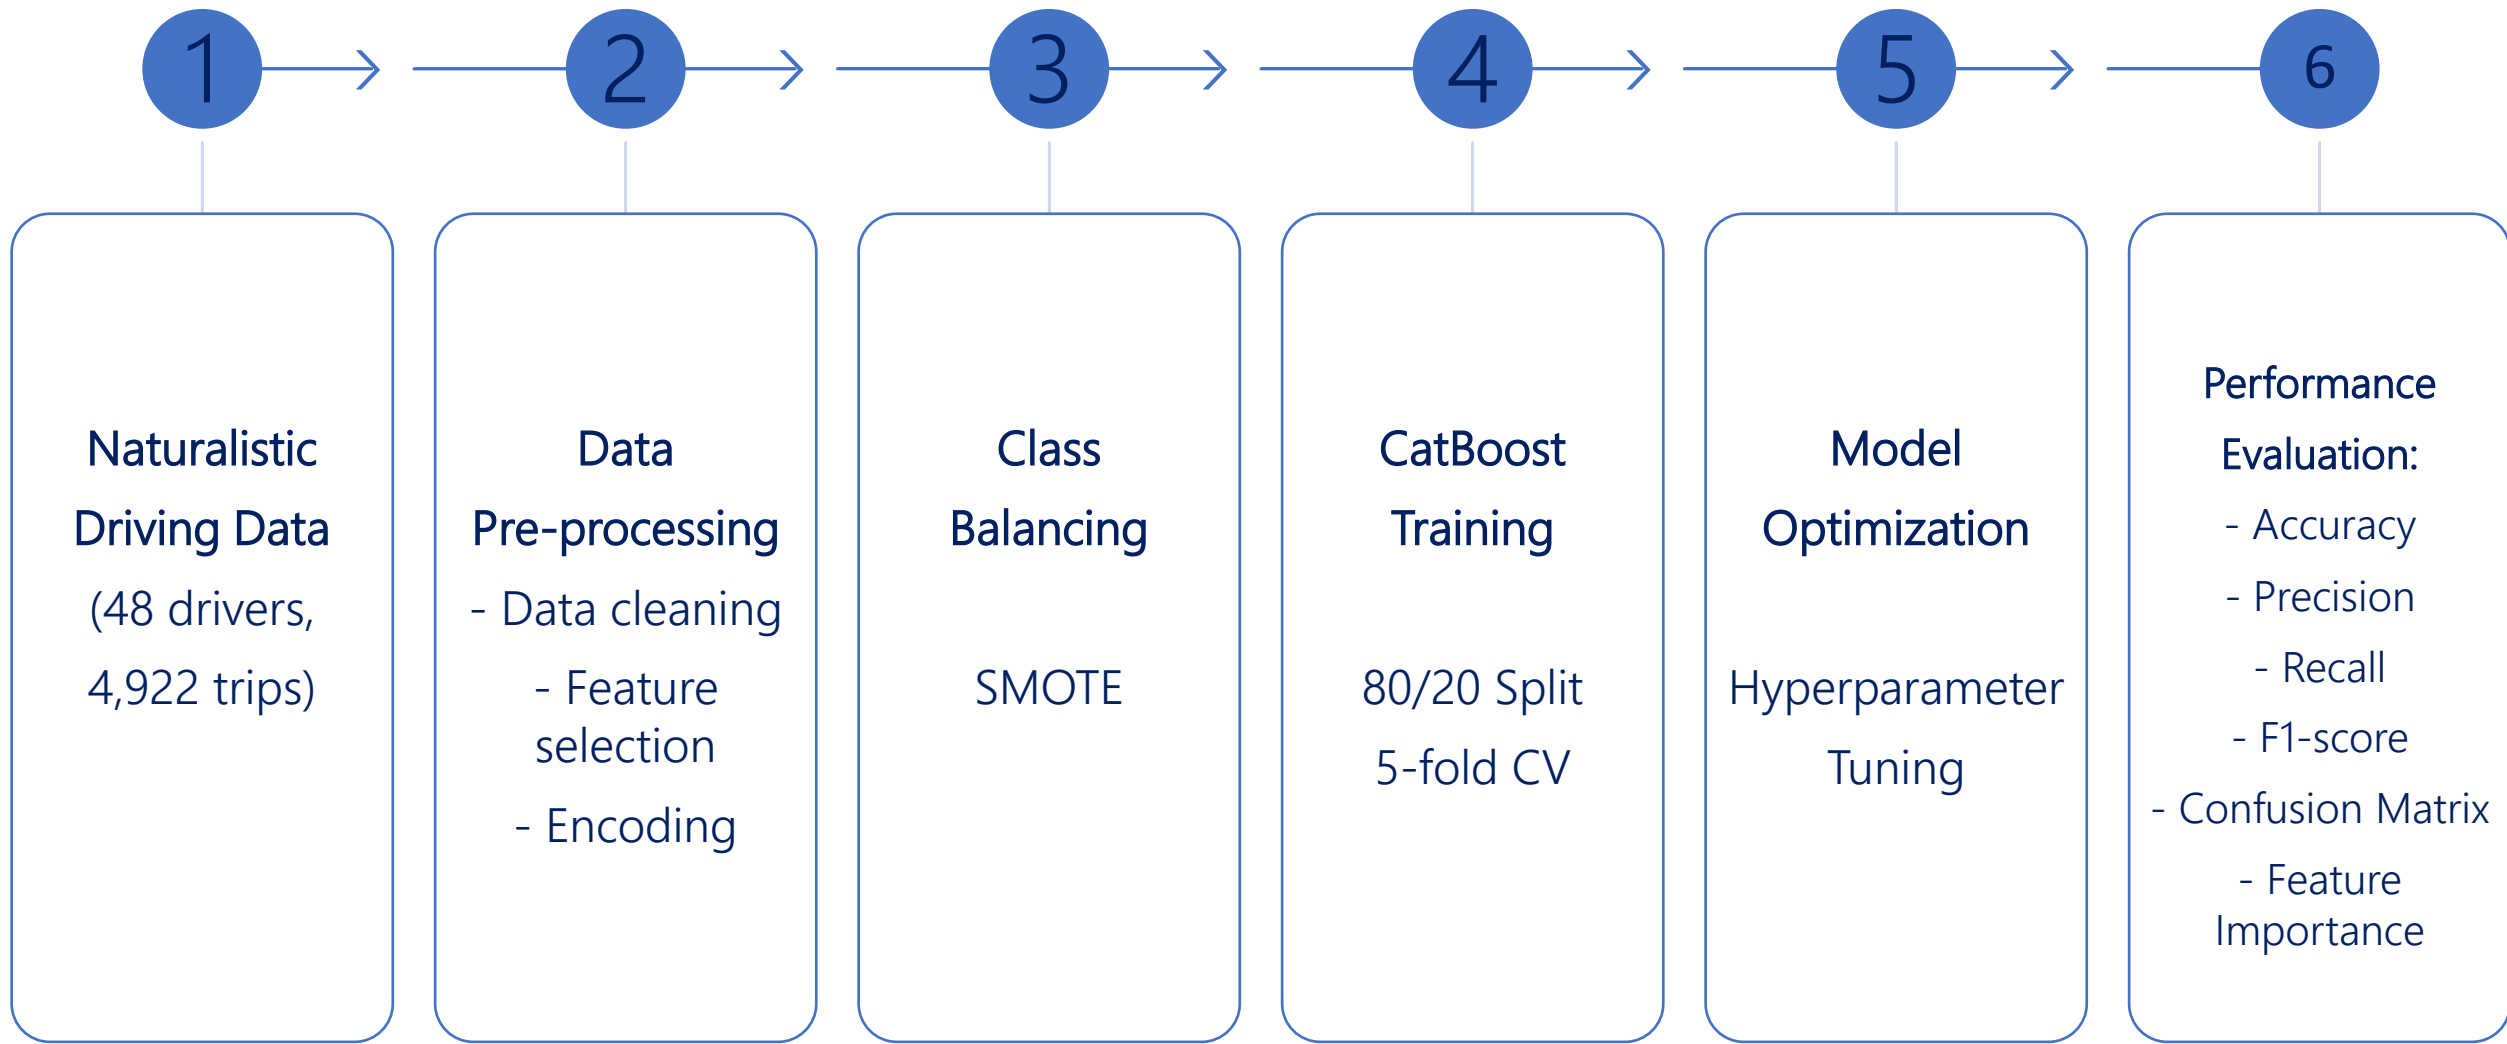 1
Naturalistic
Driving Data
(48 drivers,
4,922 trips)
2
Data
Pre-processing
- Data cleaning
- Feature
selection
- Encoding
3
Class
Balancing
SMOTE
4
CatBoost
Training
80/20 Split
5-fold CV
5
Model
Optimization
Hyperparameter
Tuning
6
Performance
Evaluation:
- Accuracy
- Precision
- Recall
- F1-score
- Confusion Matrix
- Feature
Importance